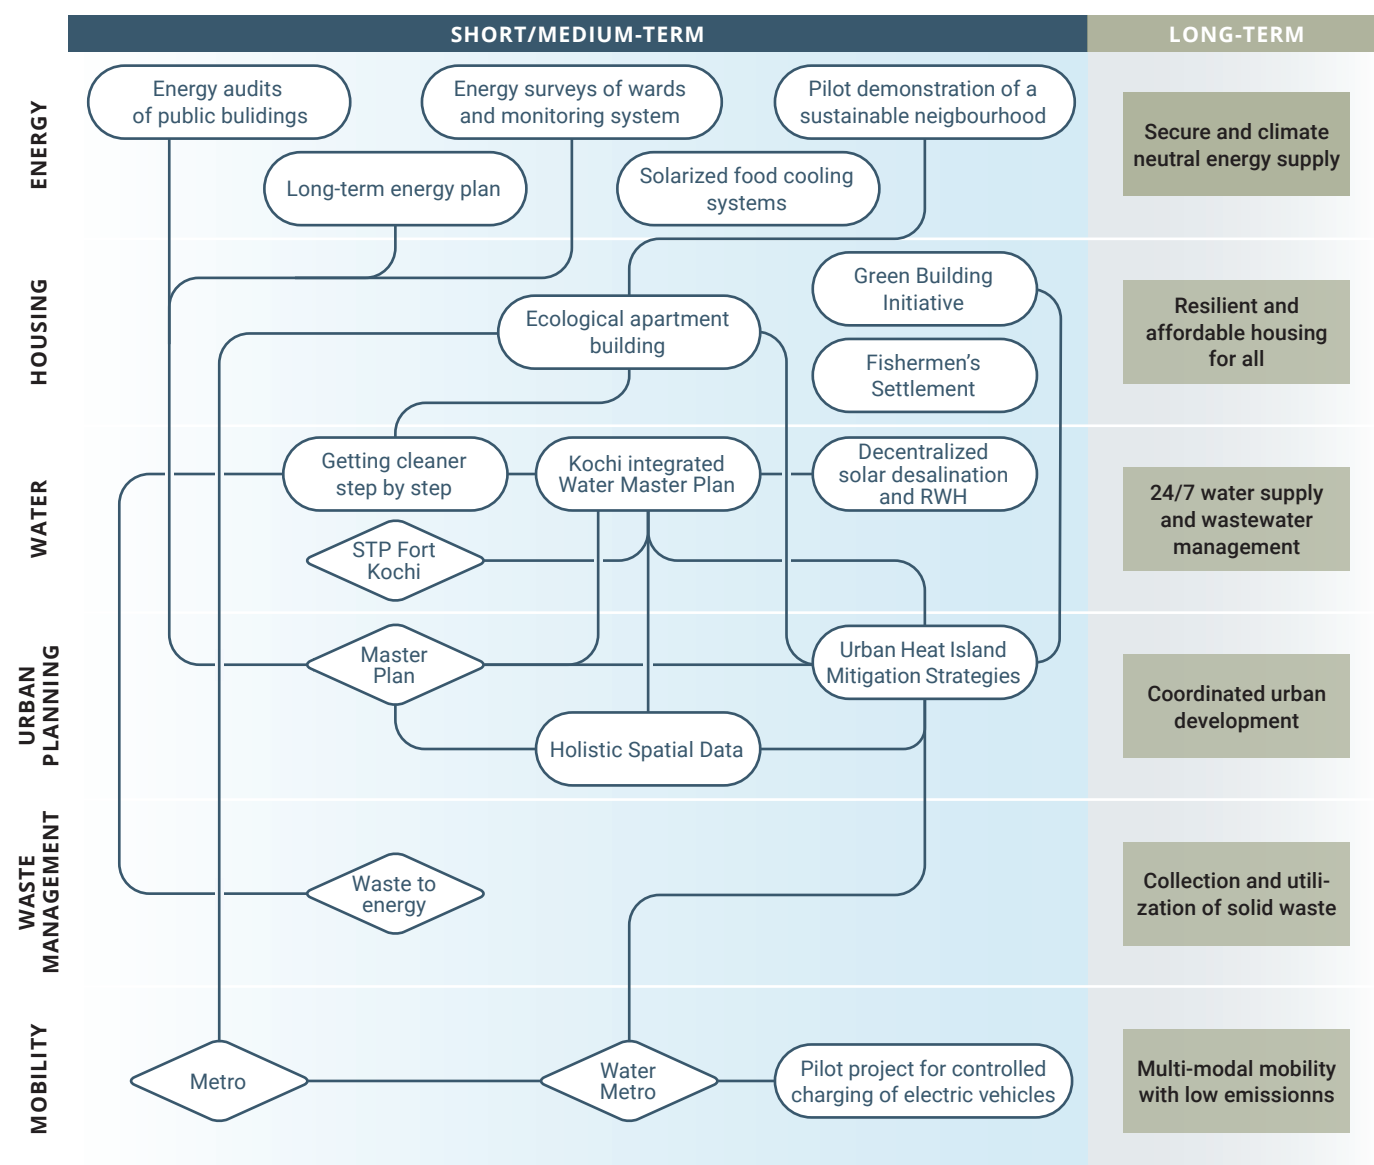 SHORT/MEDIUM-TERM
LONG-TERM
ENERGY
Energy audits
of public bulidings
Energy surveys of wards
and monitoring system
Pilot demonstration of a
sustainable neigbourhood
Long-term energy plan
Solarized food cooling
systems
Secure and climate
neutral energy supply
HOUSING
Green Building
Initiative
Ecological apartment
building
Fishermen’s
Settlement
Resilient and
affordable housing
for all
WATER
Getting cleaner
step by step
Kochi integrated
Water Master Plan
Decentralized
solar desalination
and RWH
STP Fort
Kochi
24/7 water supply
and wastewater
management
URBAN
PLANNING
Master
Plan
Urban Heat Island
Mitigation Strategies
Holistic Spatial Data
Coordinated urban
development
WASTE
MANAGEMENT
Waste to
energy
Collection and utili-
zation of solid waste
MOBILITY
Metro
Water
Metro
Pilot project for controlled
charging of electric vehicles
Multi-modal mobility
with low emissionns